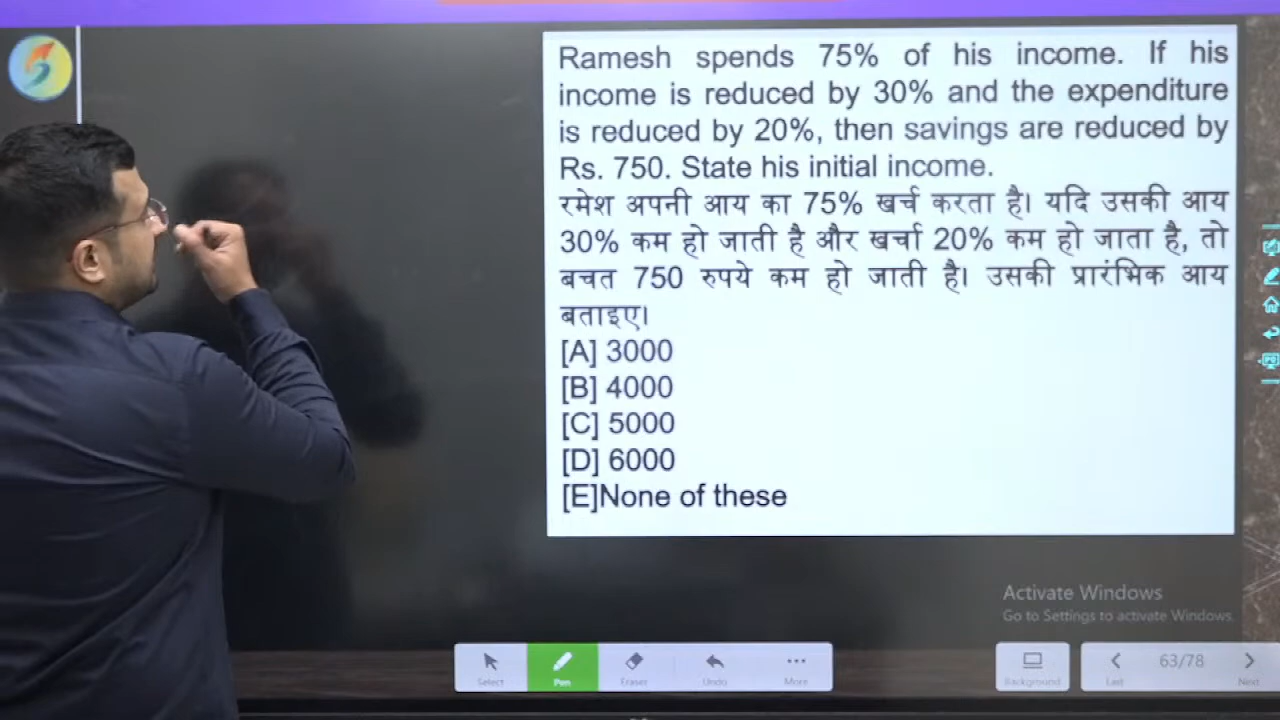 Ramesh spends 75% of his income. If his
income is reduced by 30% and the expenditure
is reduced by 20%, then savings are reduced by
Rs. 750. State his initial income.
रमेश अपनी आय का 75% खर्च करता है। यदि उसकी आय
30% कम हो जाती है और खर्चा 20% कम हो जाता है, तो
बचत 750 रुपये कम हो जाती है। उसकी प्रारंभिक आय
बताइए।
[A] 3000
[B] 4000
[C] 5000
[D] 6000
[E]None of these
Activate Windows
Go to Settings to activate Windows.
Select Pen Eraser Undo More Background Last 63/78 Next